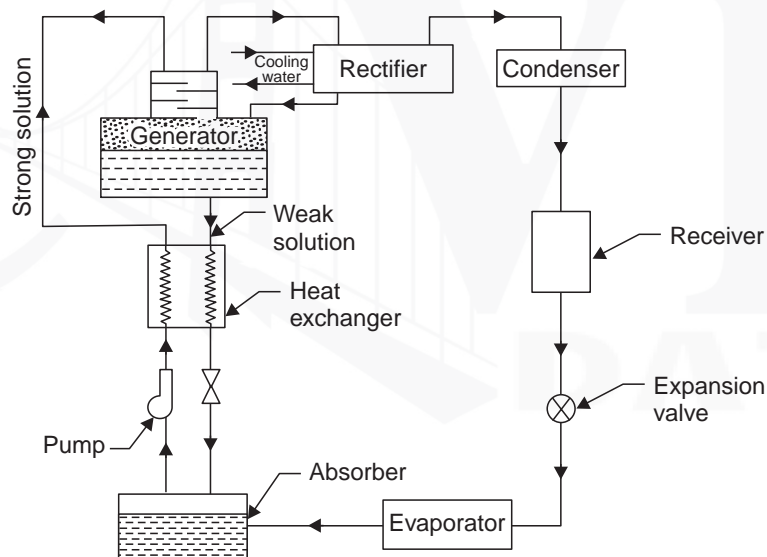 Cooling
water
Rectifier
Condenser
Strong solution
Generator
Weak
solution
Receiver
Heat
exchanger
Expansion
valve
Pump
Absorber
Evaporator